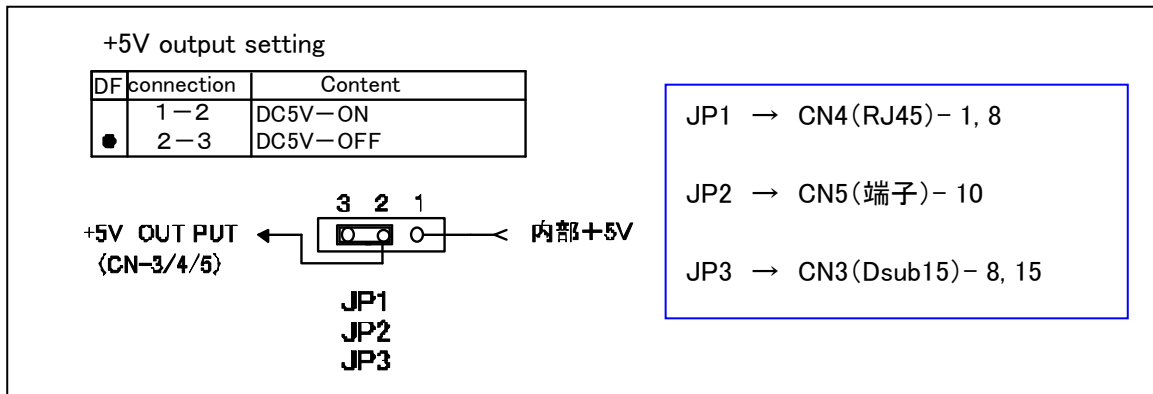 +5V output setting
DF connection Content
1－2 DC5V－ON
● 2－3 DC5V－OFF
3 2 1
+5V OUT PUT
内部＋5V
(CN-3/4/5)
JP1
JP2
JP3
JP1 → CN4(RJ45)- 1, 8
JP2 → CN5(端子)- 10
JP3 → CN3(Dsub15)- 8, 15